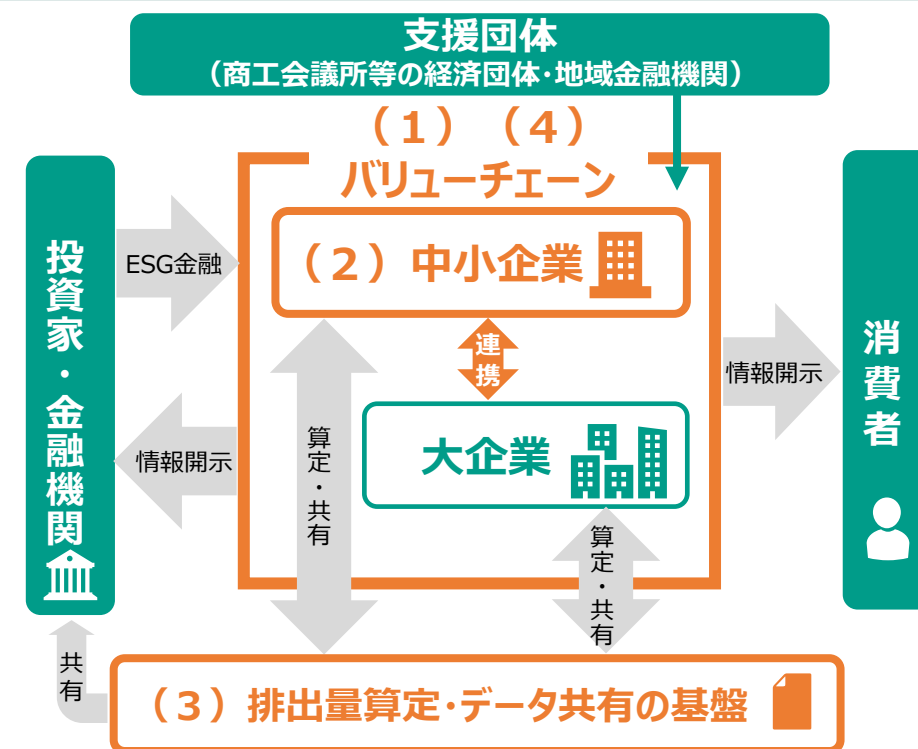 支援団体
（商工会議所等の経済団体・地域金融機関）
（１）（４）
バリューチェーン
投資家・金融機関
ESG金融
（２）中小企業
連携
情報開示
消費者
情報開示
算定・共有
大企業
算定・共有
共有
（３）排出量算定・データ共有の基盤